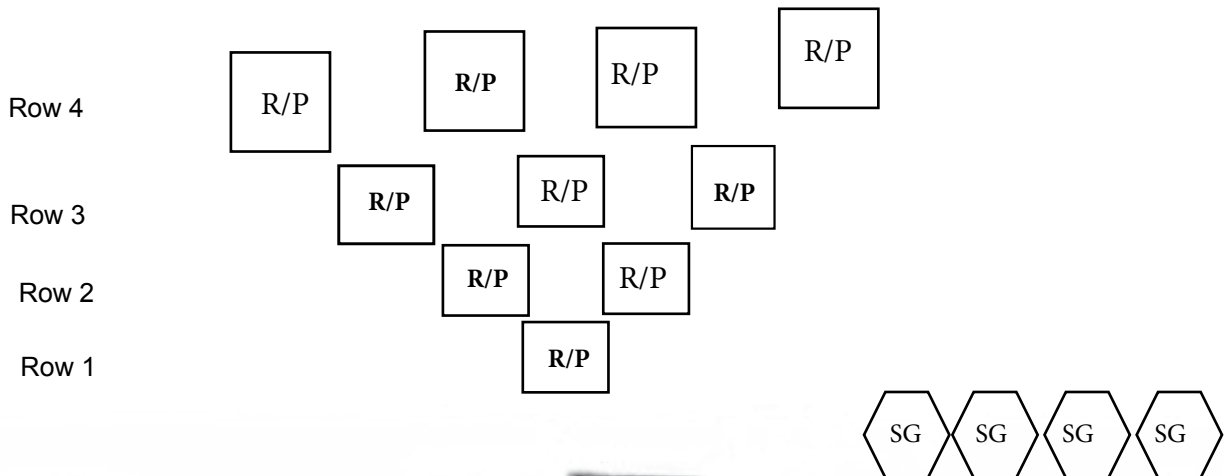 Row 4 R/P R/P R/P R/P
Row 3 R/P R/P R/P
Row 2 R/P R/P
Row 1 R/P
SG SG SG SG